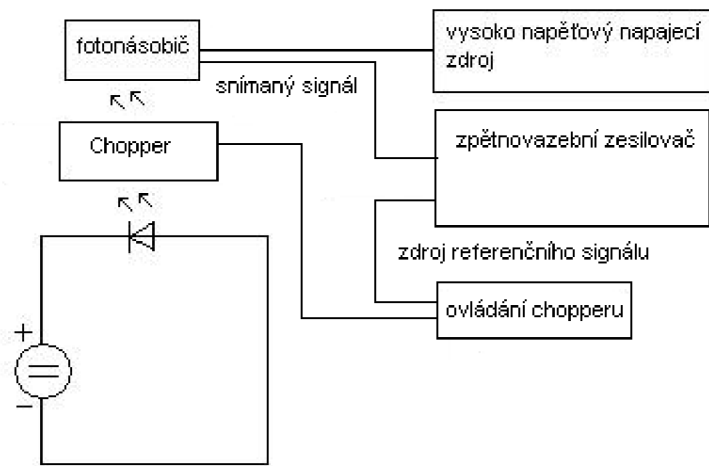 fotonásobič
vysoko napěťový napajecí
zdroj
snímaný signál
Chopper
zpětnovazební zesilovač
zdroj referenčního signálu
ovládání chopperu
+
−